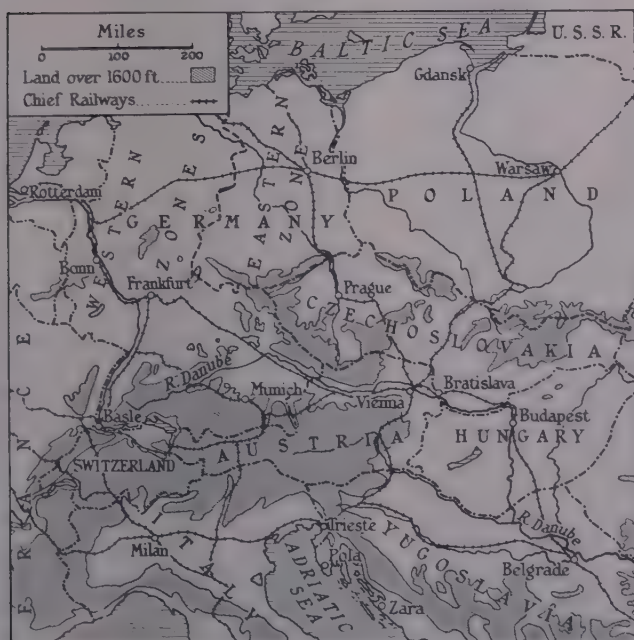 Miles
0 100 200
Land over 1600 ft.
Chief Railways
BALTIC SEA
U.S.S.R.
Gdansk
Berlin
Warsaw
Rotterdam
POLAND
WESTERN ZONES
EASTERN ZONE
GERMANY
Bonn
Frankfurt
Prague
CZECHOSLOVAKIA
R. Danube
Munich
Vienna
Bratislava
Basle
Budapest
AUSTRIA
HUNGARY
SWITZERLAND
FRANCE
ITALY
Milan
Trieste
Pola
R. Danube
YUGOSLAVIA
Belgrade
ADRIATIC
SEA
Zara